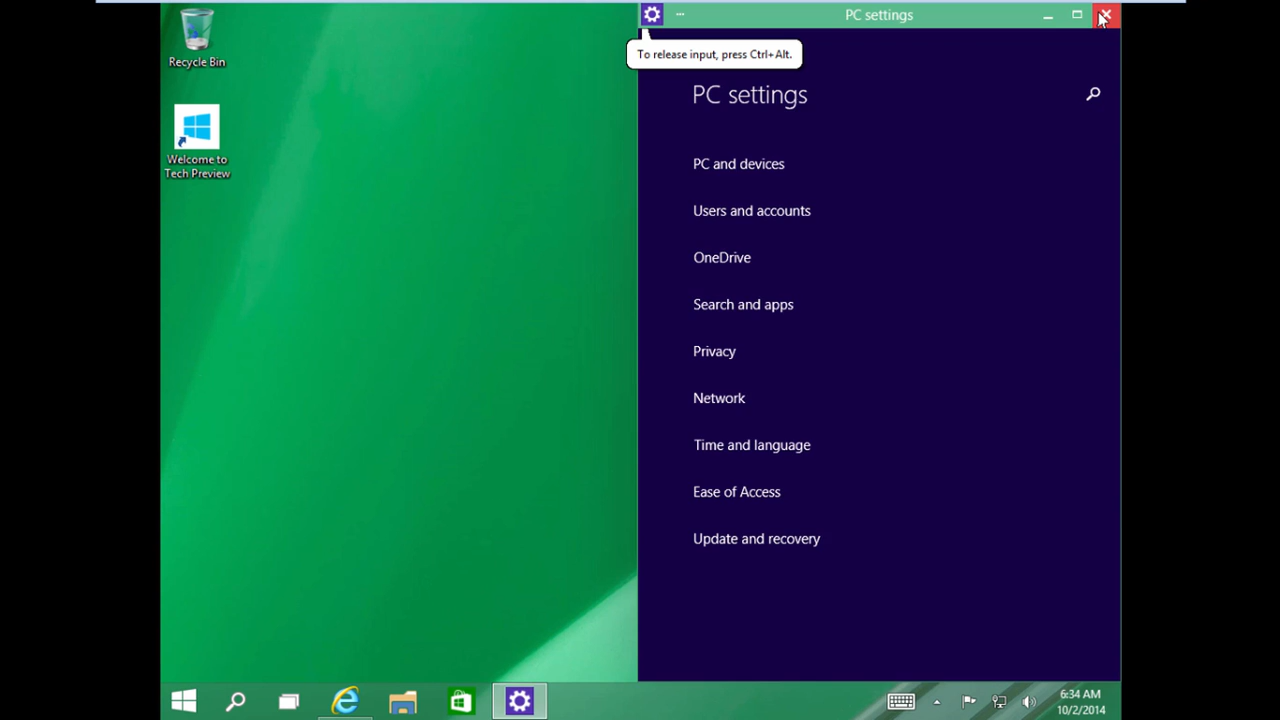 Recycle Bin
Welcome to
Tech Preview
PC settings
To release input, press Ctrl+Alt.
PC settings
PC and devices
Users and accounts
OneDrive
Search and apps
Privacy
Network
Time and language
Ease of Access
Update and recovery
6:34 AM
10/2/2014